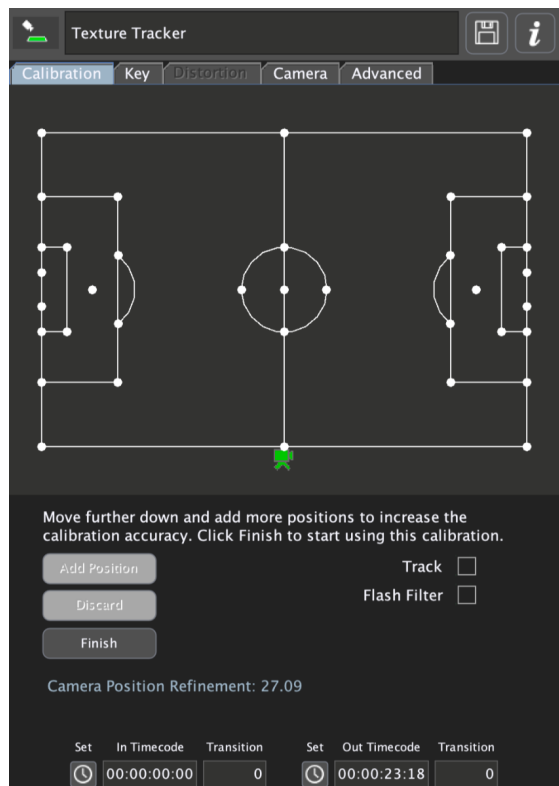 Texture Tracker
i
Calibration Key Distortion Camera Advanced
Move further down and add more positions to increase the
calibration accuracy. Click Finish to start using this calibration.
Add Position Track
Discard Flash Filter
Finish
Camera Position Refinement: 27.09
Set In Timecode Transition Set Out Timecode Transition
00:00:00:00 0 00:00:23:18 0